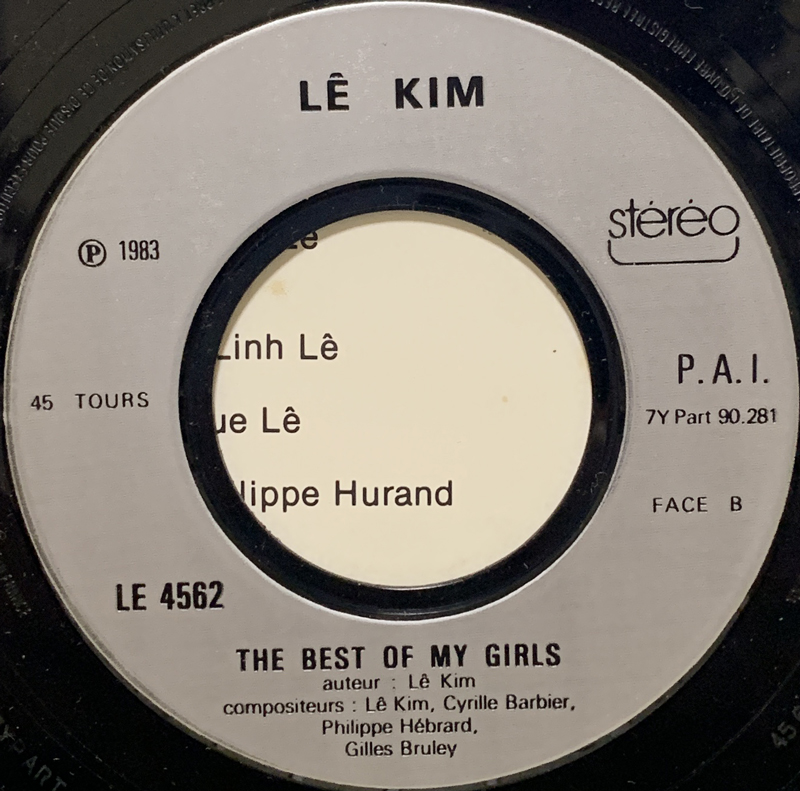 LÊ KIM
℗ 1983
stéréo
Linh Lê
ue Lê
lippe Hurand
45 TOURS
P. A. I.
7Y Part 90.281
FACE B
LE 4562
THE BEST OF MY GIRLS
auteur : Lê Kim
compositeurs : Lê Kim, Cyrille Barbier,
Philippe Hébrard,
Gilles Bruley